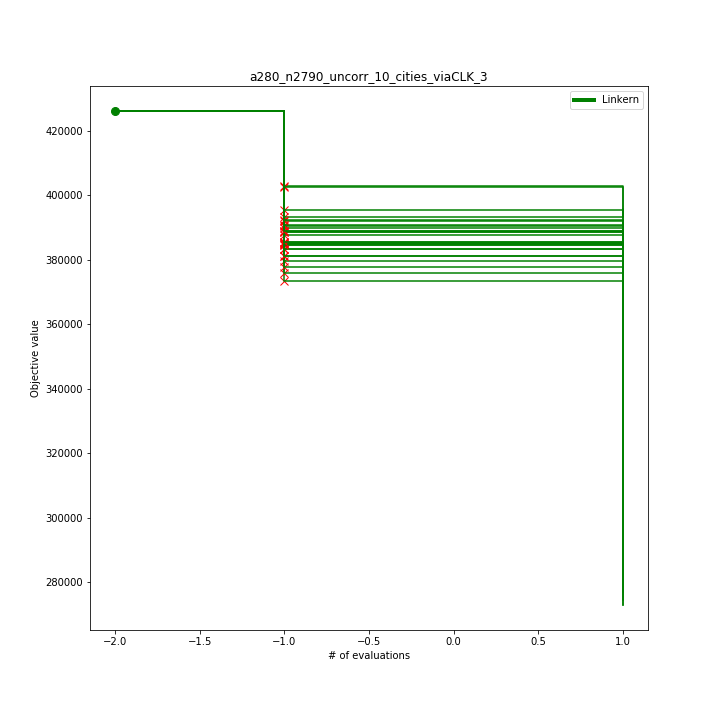 a280_n2790_uncorr_10_cities_viaCLK_3
Linkern
420000
400000
380000
360000
340000
320000
300000
280000
Objective value
−2.0 −1.5 −1.0 −0.5 0.0 0.5 1.0
# of evaluations